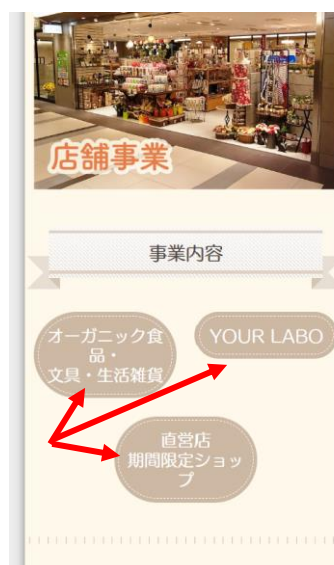 店舗事業
事業内容
オーガニック食
品・
文具・生活雑貨
YOUR LABO
直営店
期間限定ショッ
プ